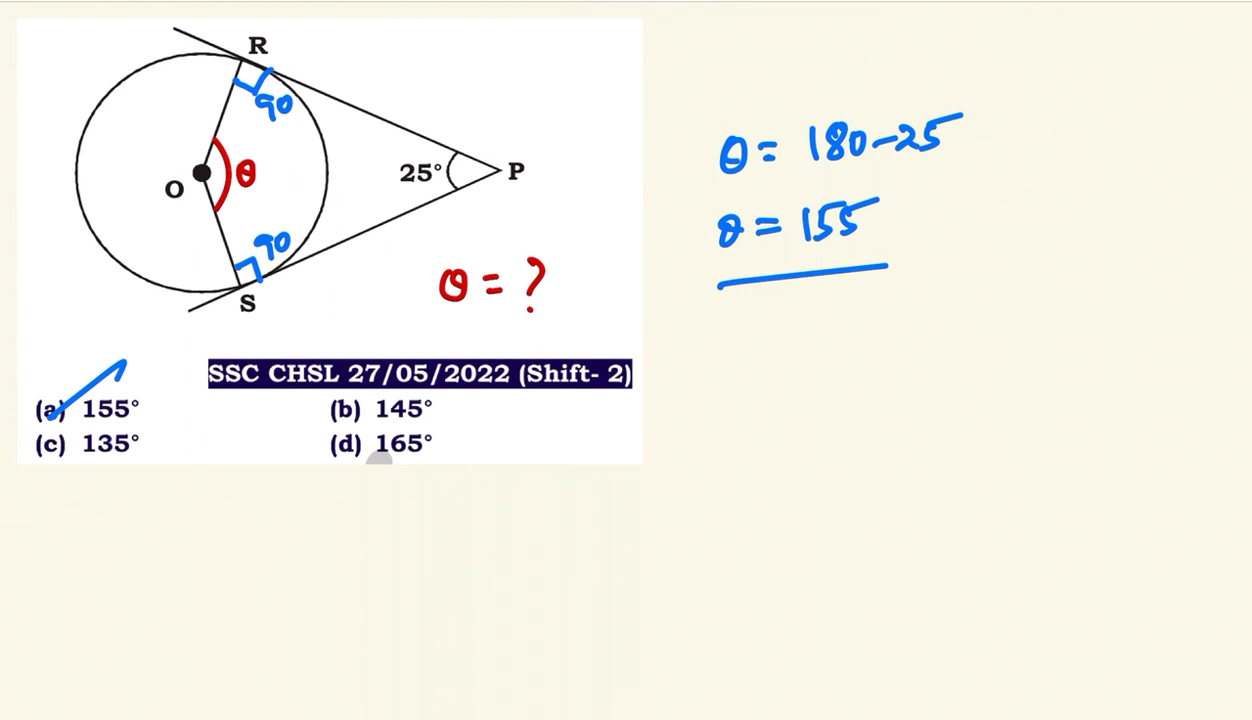 R
90
O
θ
25°
P
90
S
θ = ?
SSC CHSL 27/05/2022 (Shift- 2)
(a) 155°
(b) 145°
(c) 135°
(d) 165°
θ = 180-25
θ = 155